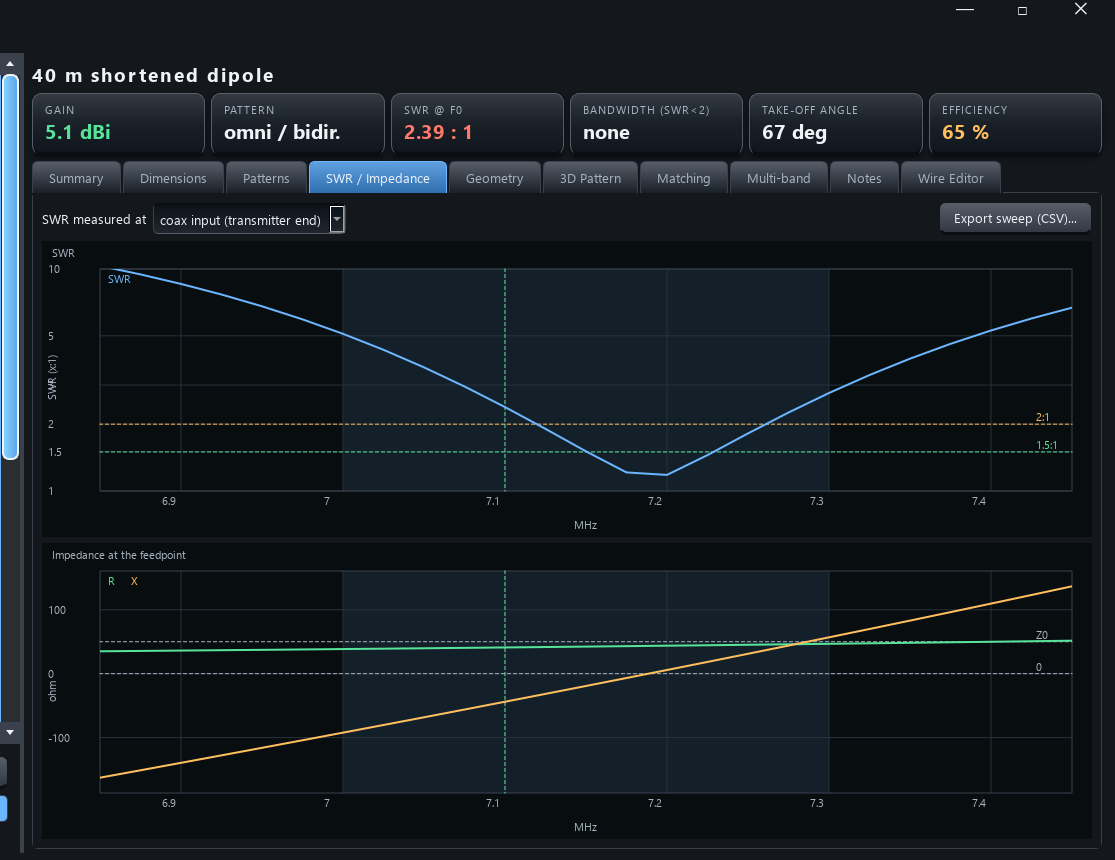 40 m shortened dipole
GAIN
5.1 dBi
PATTERN
omni / bidir.
SWR @ F0
2.39 : 1
BANDWIDTH (SWR<2)
none
TAKE-OFF ANGLE
67 deg
EFFICIENCY
65 %
Summary
Dimensions
Patterns
SWR / Impedance
Geometry
3D Pattern
Matching
Multi-band
Notes
Wire Editor
SWR measured at
coax input (transmitter end)
Export sweep (CSV)...
SWR
10
SWR
5
SWR (x:1)
2
2:1
1.5
1.5:1
1
6.9
7
7.1
7.2
7.3
7.4
MHz
Impedance at the feedpoint
R X
100
Z0
0
0
ohm
-100
6.9
7
7.1
7.2
7.3
7.4
MHz